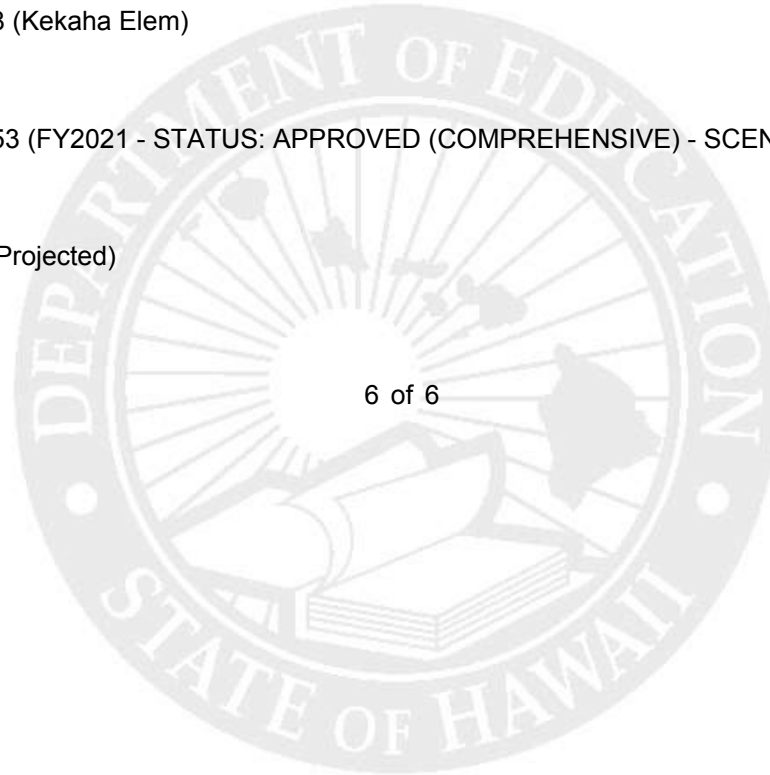 3 (Kekaha Elem)
53 (FY2021 - STATUS: APPROVED (COMPREHENSIVE) - SCEN
Projected)
6 of 6
DEPARTMENT OF EDUCATION
STATE OF HAWAII